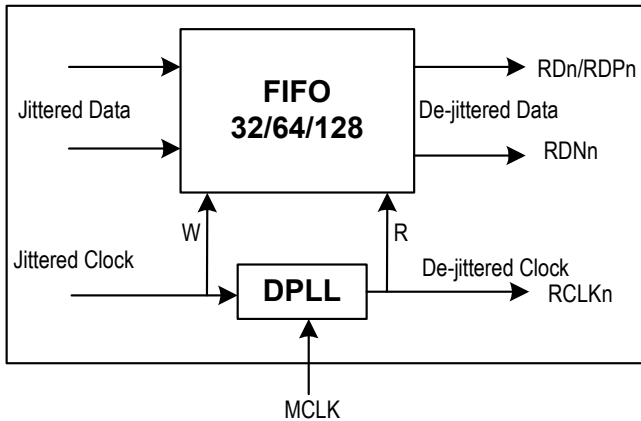 RDn/RDPn
FIFO
32/64/128
Jittered Data
De-jittered Data
RDNn
W
R
Jittered Clock
De-jittered Clock
DPLL
RCLKn
MCLK